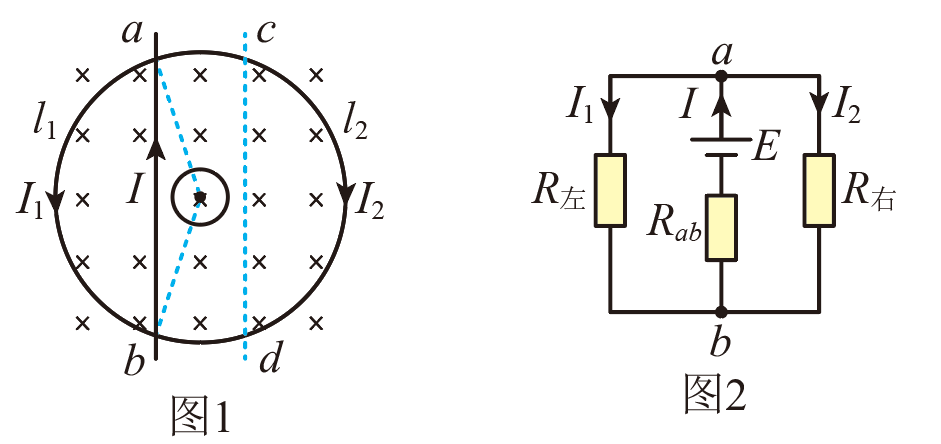 a c
l1 l2
I1 I I2
b d
图1
a
I1 I I2
E
R左 Rab R右
b
图2